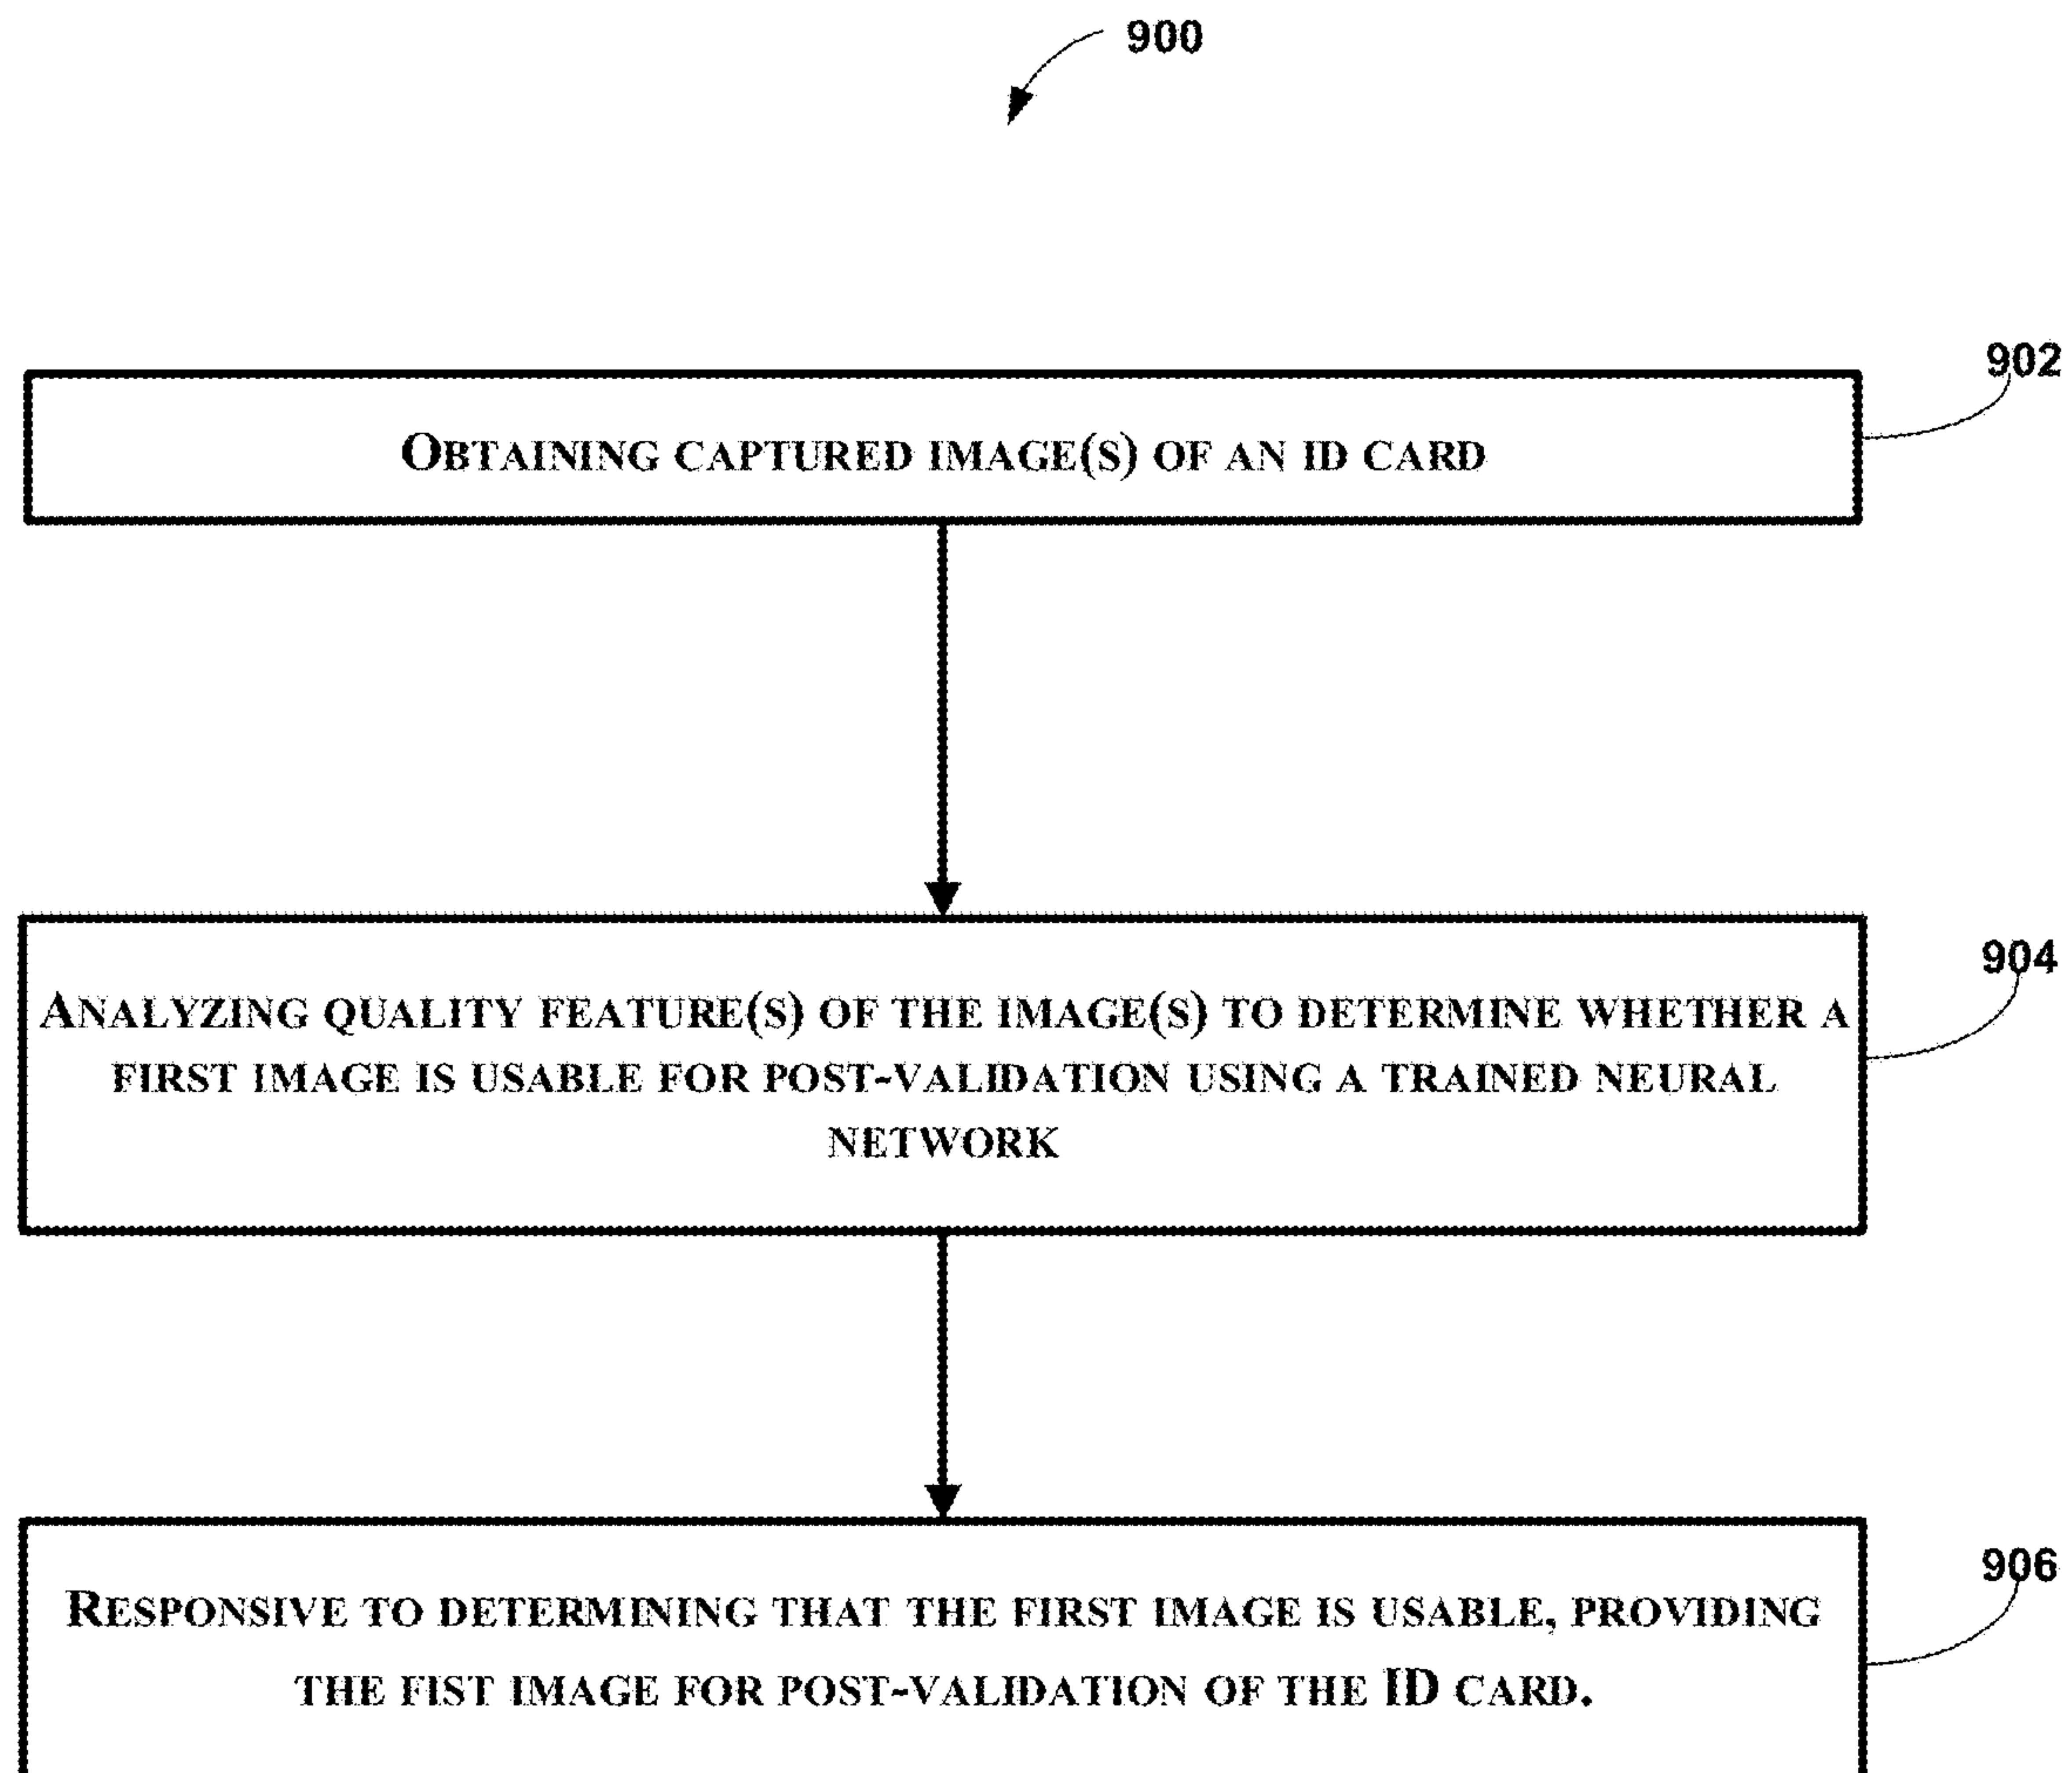 900
902
OBTAINING CAPTURED IMAGE(S) OF AN ID CARD
904
ANALYZING QUALITY FEATURE(S) OF THE IMAGE(S) TO DETERMINE WHETHER A
FIRST IMAGE IS USABLE FOR POST-VALIDATION USING A TRAINED NEURAL
NETWORK
906
RESPONSIVE TO DETERMINING THAT THE FIRST IMAGE IS USABLE, PROVIDING
THE FIST IMAGE FOR POST-VALIDATION OF THE ID CARD.